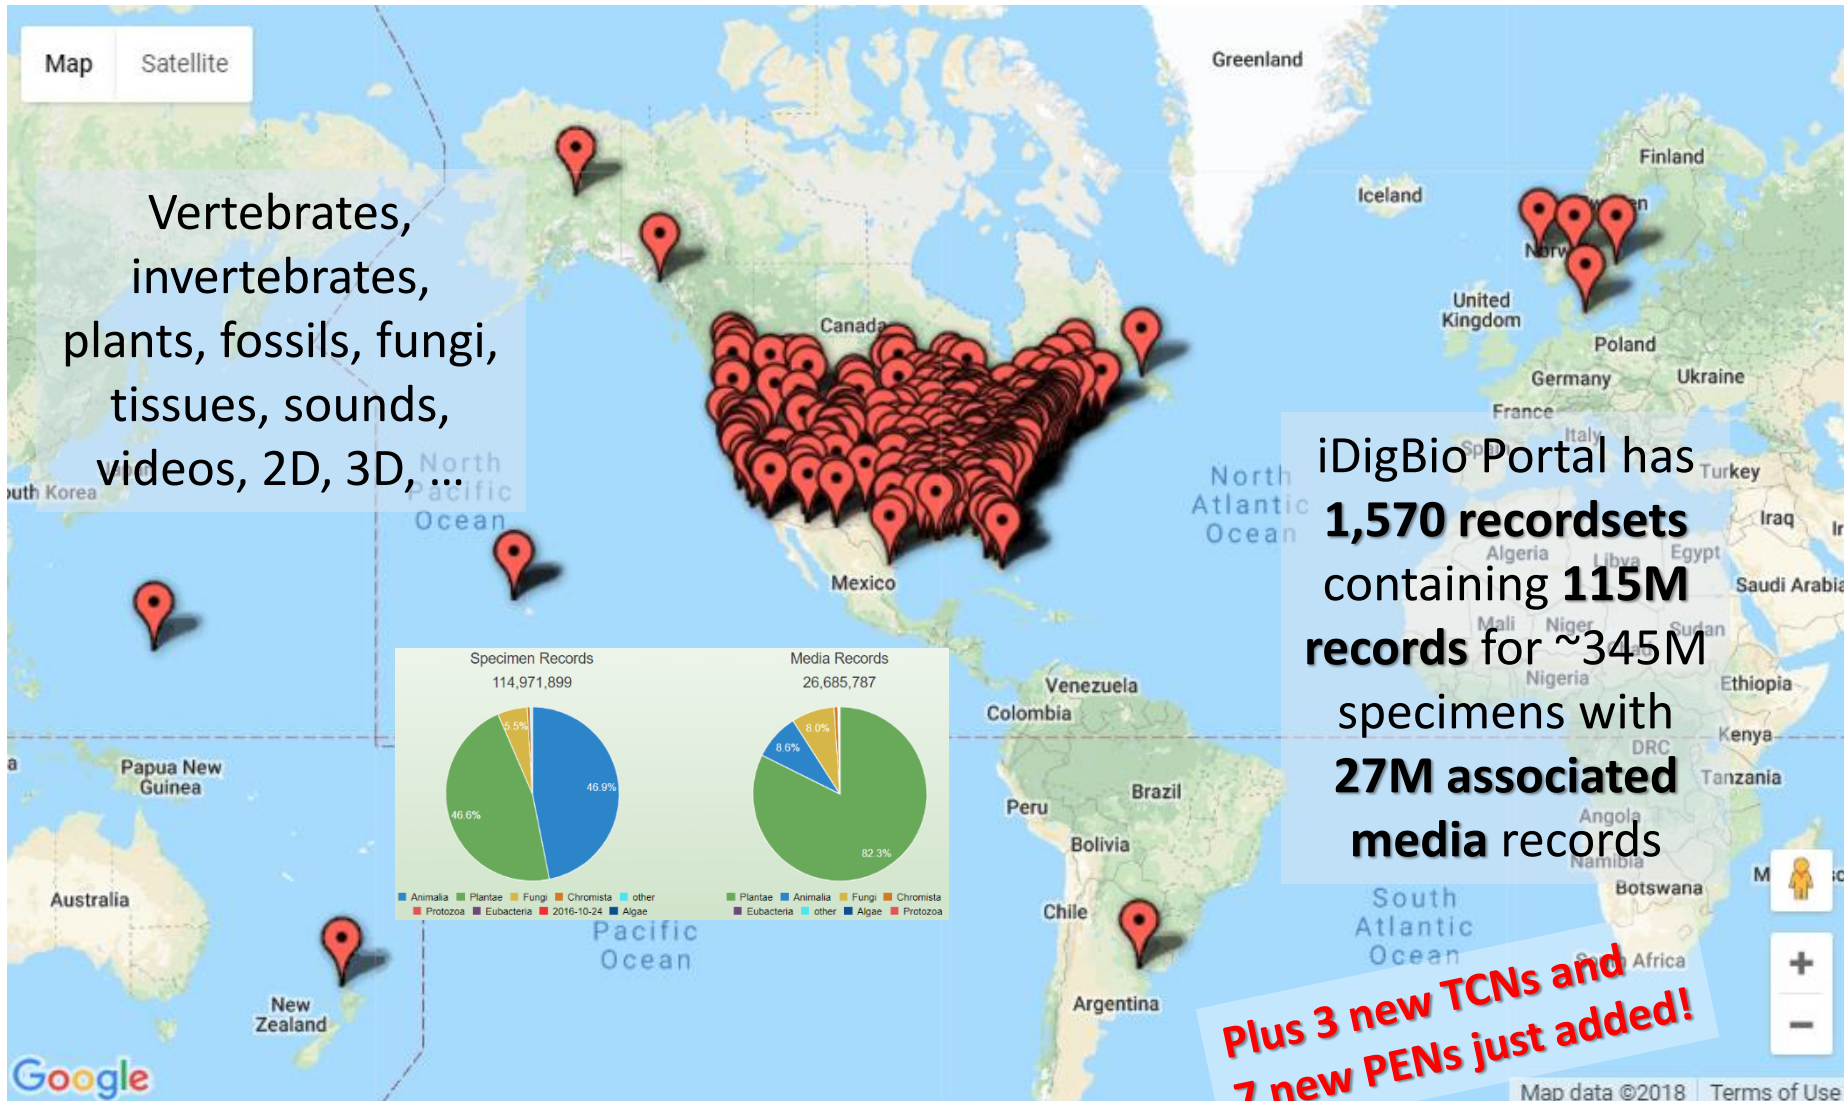 Map
Satellite
Greenland
Finland
Iceland
Vertebrates,
invertebrates,
plants, fossils, fungi,
tissues, sounds,
videos, 2D, 3D, ...
Canada
United
Kingdom
Poland
Germany
Ukraine
France
Italy
Turkey
outh Korea
North
Pacific
Ocean
North
Atlantic
Ocean
iDigBio Portal has
1,570 recordsets
containing 115M
records for ~345M
specimens with
27M associated
media records
Iraq
Algeria
Libya
Egypt
Saudi Arabia
Mali
Niger
Sudan
Nigeria
Ethiopia
Kenya
DRC
Tanzania
Angola
Namibia
Botswana
Mexico
Venezuela
Colombia
Brazil
Peru
Bolivia
Chile
Argentina
Specimen Records
114,971,899
5.5%
46.9%
46.6%
Animalia Plantae Fungi Chromista other
Protozoa Eubacteria 2016-10-24 Algae
Media Records
26,685,787
8.0%
8.6%
82.3%
Plantae Animalia Fungi Chromista
Eubacteria other Algae Protozoa
Papua New
Guinea
Australia
New
Zealand
Pacific
Ocean
South
Atlantic
Ocean
Africa
Plus 3 new TCNs and
7 new PENs just added!
Google
Map data ©2018
Terms of Use